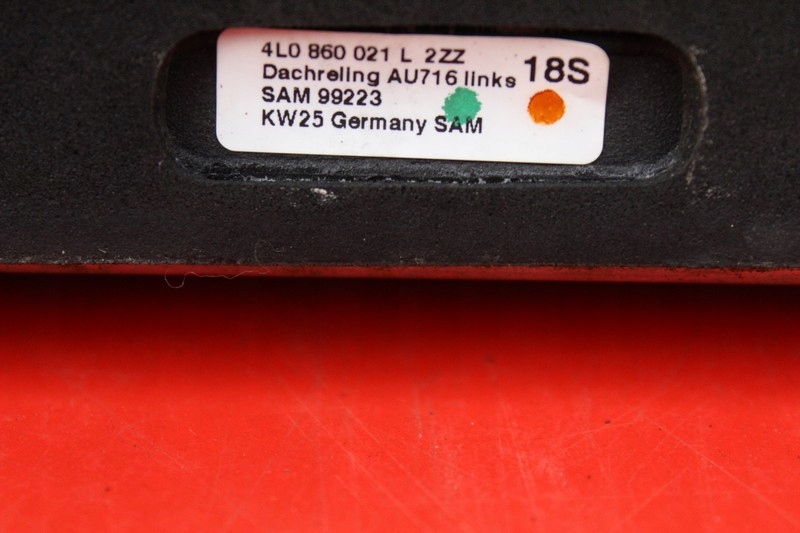 4L0 860 021 L 2ZZ
Dachreling AU716 links 18S
SAM 99223
KW25 Germany SAM